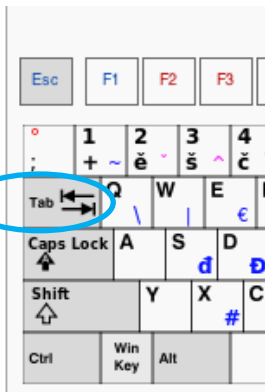 Esc F1 F2 F3
° 1 2 3 4
; + ~ ě ˇ š ^ č
Tab Q \ W | E €
Caps Lock A S đ D Đ
Shift Y X # C
Ctrl Win Key Alt